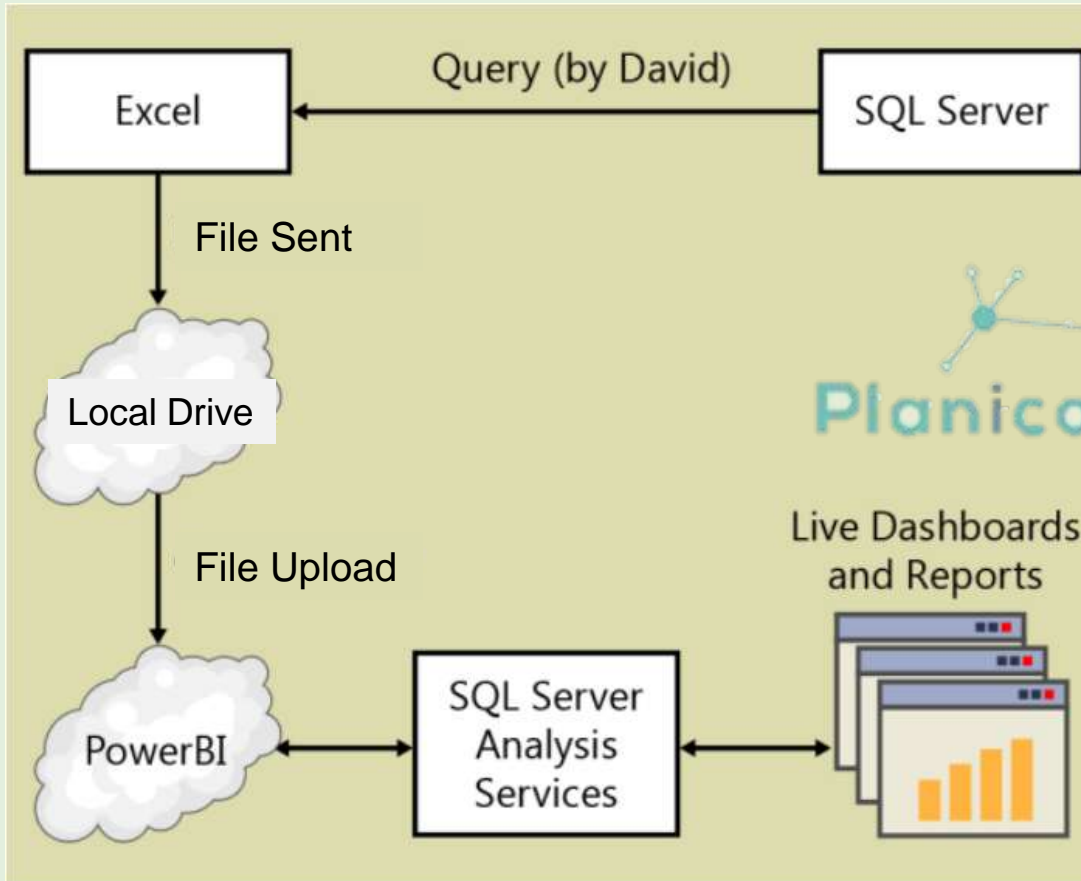 Query (by David)
Excel
SQL Server
File Sent
Local Drive
Planica
File Upload
Live Dashboards
and Reports
PowerBI
SQL Server
Analysis
Services